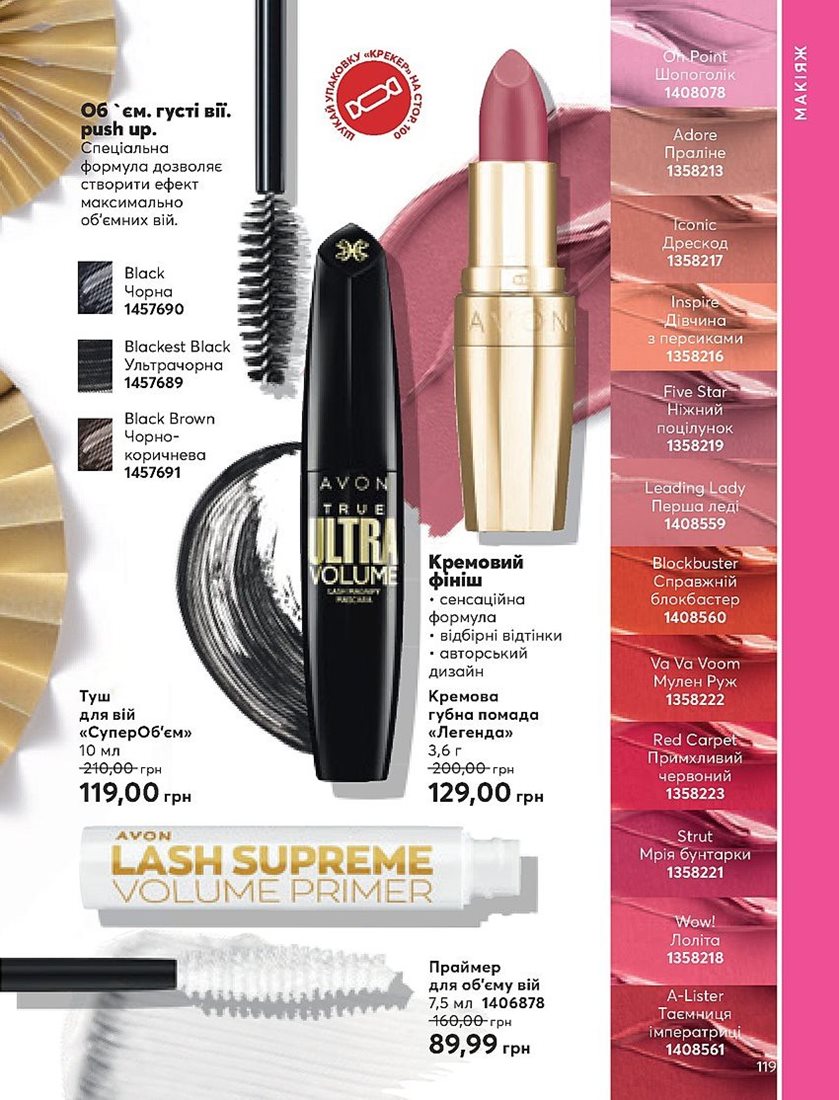 Об `єм. густі вії.
push up.
Спеціальна
формула дозволяє
створити ефект
максимально
об'ємних вій.
Black
Чорна
1457690
Blackest Black
Ультрачорна
1457689
Black Brown
Чорно-
коричнева
1457691
ШУКАЙ УПАКОВКУ «КРЕКЕР» НА СТОР.100
AVON
AVON
TRUE
ULTRA
VOLUME
LASH MAGNIFY
MASCARA
Туш
для вій
«СуперОб'єм»
10 мл
210,00 грн
119,00 грн
Кремовий
фініш
• сенсаційна
формула
• відбірні відтінки
• авторський
дизайн
Кремова
губна помада
«Легенда»
3,6 г
200,00 грн
129,00 грн
AVON
LASH SUPREME
VOLUME PRIMER
Праймер
для об'єму вій
7,5 мл 1406878
160,00 грн
89,99 грн
On Point
Шопоголік
1408078
Adore
Праліне
1358213
Iconic
Дрескод
1358217
Inspire
Дівчина
з персиками
1358216
Five Star
Ніжний
поцілунок
1358219
Leading Lady
Перша леді
1408559
Blockbuster
Справжній
блокбастер
1408560
Va Va Voom
Мулен Руж
1358222
Red Carpet
Примхливий
червоний
1358223
Strut
Мрія бунтарки
1358221
Wow!
Лоліта
1358218
A-Lister
Таємниця
імператриці
1408561
МАКІЯЖ
119